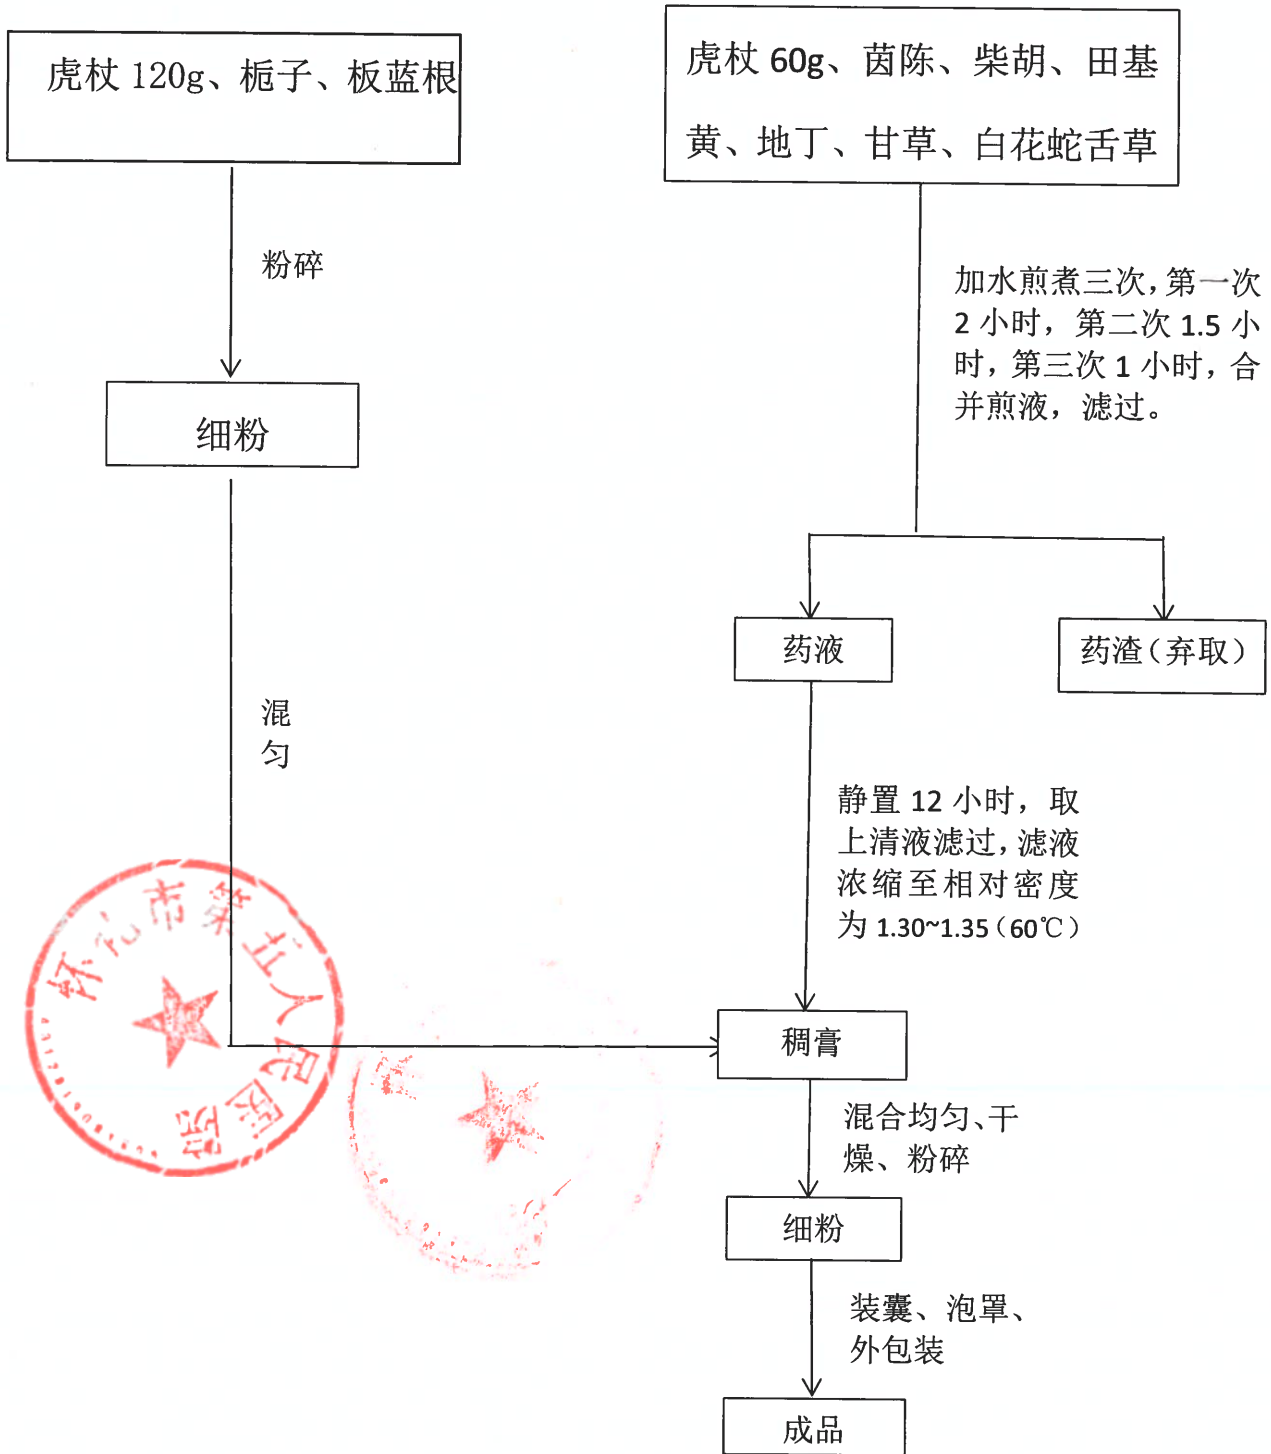 虎杖 120g、栀子、板蓝根
虎杖 60g、茵陈、柴胡、田基
黄、地丁、甘草、白花蛇舌草
粉碎
加水煎煮三次，第一次
2 小时，第二次 1.5 小
时，第三次 1 小时，合
并煎液，滤过。
细粉
药液
药渣（弃取）
混
匀
静置 12 小时，取
上清液滤过，滤液
浓缩至相对密度
为 1.30~1.35（60℃）
怀化市第五人民医院
稠膏
混合均匀、干
燥、粉碎
细粉
装囊、泡罩、
外包装
成品